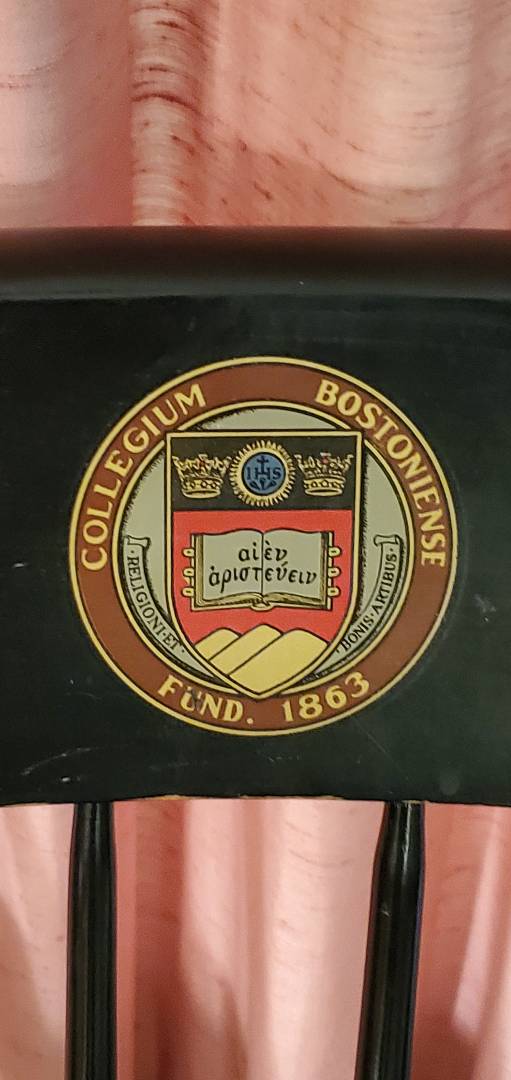 COLLEGIUM BOSTONIENSE
IHS
αἰὲν
ἀριστεύειν
·RELIGIONI·ET·
·BONIS·ARTIBUS·
FUND. 1863